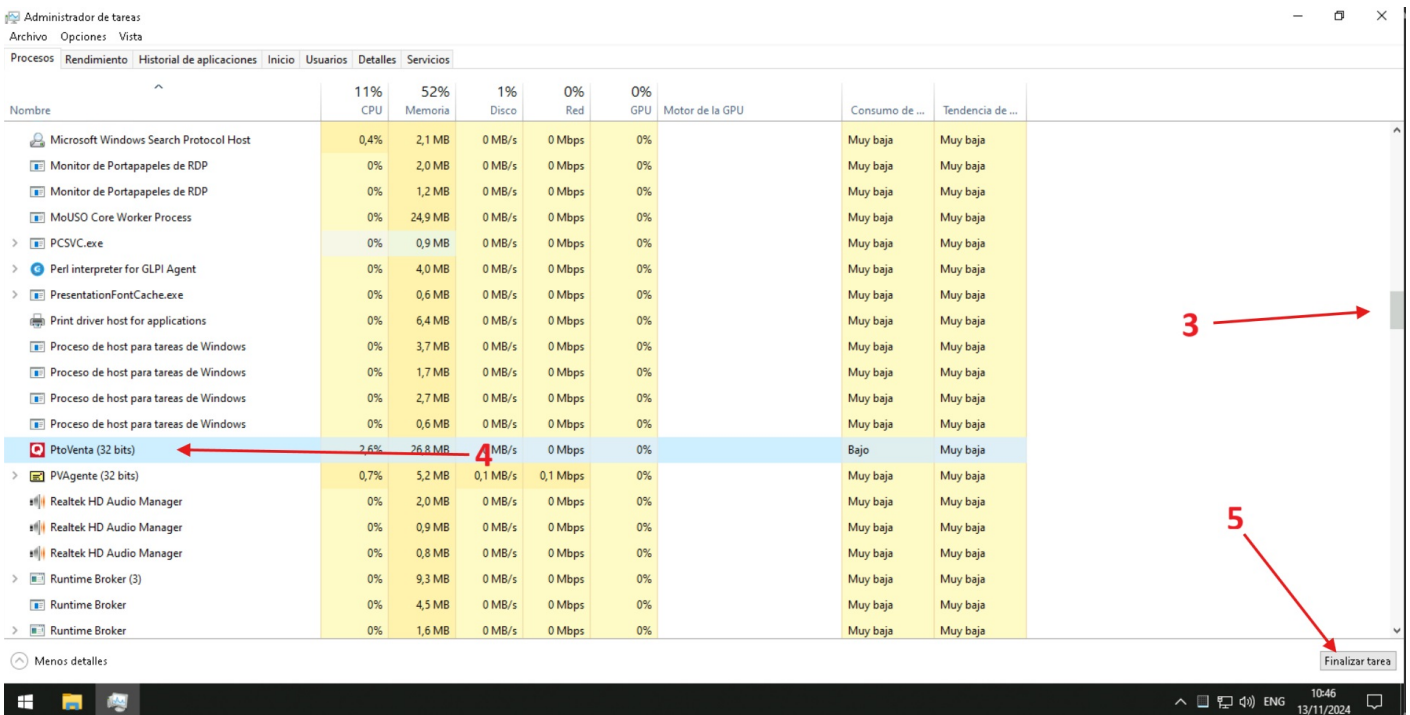 Administrador de tareas
Archivo Opciones Vista
Procesos Rendimiento Historial de aplicaciones Inicio Usuarios Detalles Servicios
11% 52% 1% 0% 0%
Nombre CPU Memoria Disco Red GPU Motor de la GPU Consumo de ... Tendencia de ...
Microsoft Windows Search Protocol Host 0,4% 2,1 MB 0 MB/s 0 Mbps 0% Muy baja Muy baja
Monitor de Portapapeles de RDP 0% 2,0 MB 0 MB/s 0 Mbps 0% Muy baja Muy baja
Monitor de Portapapeles de RDP 0% 1,2 MB 0 MB/s 0 Mbps 0% Muy baja Muy baja
MoUSO Core Worker Process 0% 24,9 MB 0 MB/s 0 Mbps 0% Muy baja Muy baja
PCSVC.exe 0% 0,9 MB 0 MB/s 0 Mbps 0% Muy baja Muy baja
Perl interpreter for GLPI Agent 0% 4,0 MB 0 MB/s 0 Mbps 0% Muy baja Muy baja
PresentationFontCache.exe 0% 0,6 MB 0 MB/s 0 Mbps 0% Muy baja Muy baja
Print driver host for applications 0% 6,4 MB 0 MB/s 0 Mbps 0% Muy baja Muy baja 3
Proceso de host para tareas de Windows 0% 3,7 MB 0 MB/s 0 Mbps 0% Muy baja Muy baja
Proceso de host para tareas de Windows 0% 1,7 MB 0 MB/s 0 Mbps 0% Muy baja Muy baja
Proceso de host para tareas de Windows 0% 2,7 MB 0 MB/s 0 Mbps 0% Muy baja Muy baja
Proceso de host para tareas de Windows 0% 0,6 MB 0 MB/s 0 Mbps 0% Muy baja Muy baja
PtoVenta (32 bits) 2,6% 26,8 MB 4 MB/s 0 Mbps 0% Bajo Muy baja
PVAgente (32 bits) 0,7% 5,2 MB 0,1 MB/s 0,1 Mbps 0% Muy baja Muy baja
Realtek HD Audio Manager 0% 2,0 MB 0 MB/s 0 Mbps 0% Muy baja Muy baja
Realtek HD Audio Manager 0% 0,9 MB 0 MB/s 0 Mbps 0% Muy baja Muy baja 5
Realtek HD Audio Manager 0% 0,8 MB 0 MB/s 0 Mbps 0% Muy baja Muy baja
Runtime Broker (3) 0% 9,3 MB 0 MB/s 0 Mbps 0% Muy baja Muy baja
Runtime Broker 0% 4,5 MB 0 MB/s 0 Mbps 0% Muy baja Muy baja
Runtime Broker 0% 1,6 MB 0 MB/s 0 Mbps 0% Muy baja Muy baja
Menos detalles Finalizar tarea
ENG 10:46
13/11/2024